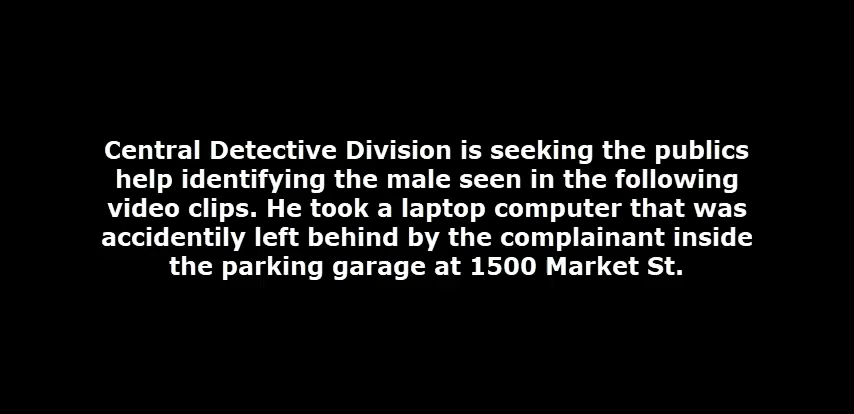 Central Detective Division is seeking the publics
help identifying the male seen in the following
video clips. He took a laptop computer that was
accidentily left behind by the complainant inside
the parking garage at 1500 Market St.